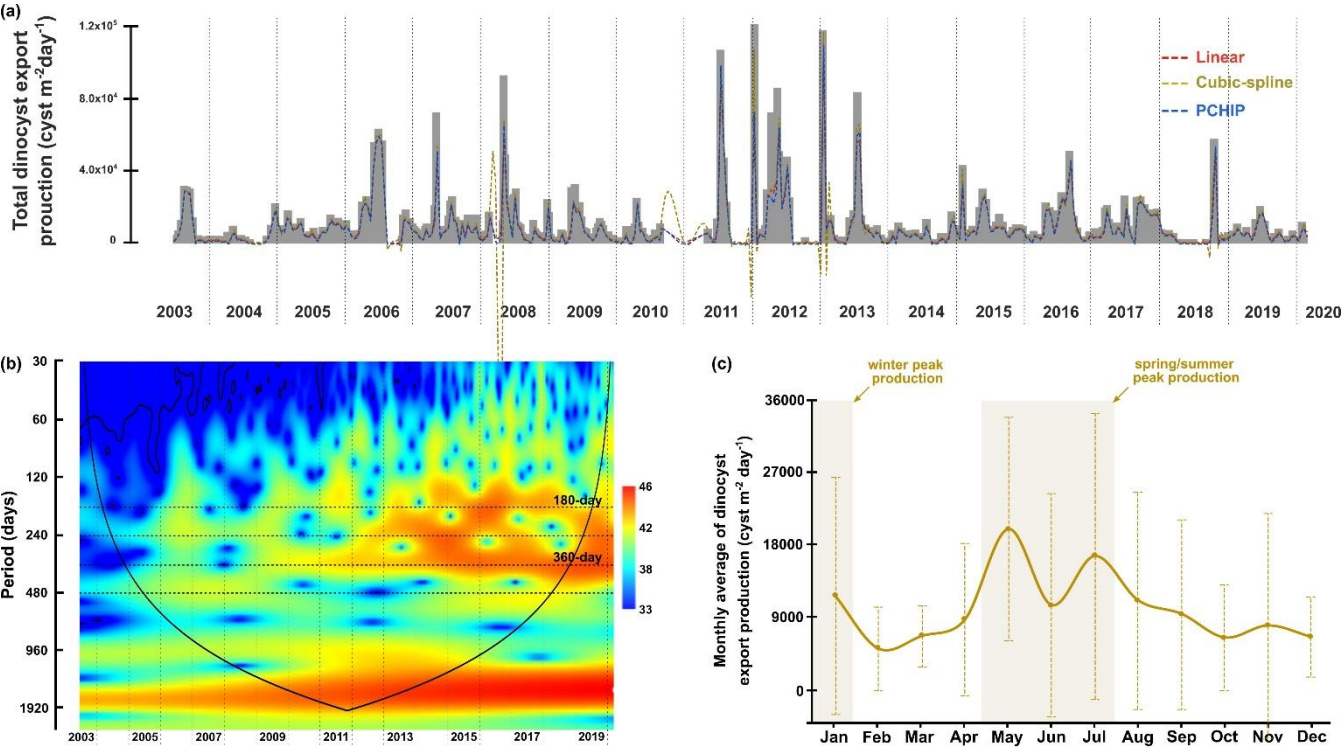 (a)
Total dinocyst export
prouction (cyst m⁻²day⁻¹)
1.2x10⁵
8.0x10⁴
4.0x10⁴
0
Linear
Cubic-spline
PCHIP
2003 2004 2005 2006 2007 2008 2009 2010 2011 2012 2013 2014 2015 2016 2017 2018 2019 2020
(b)
Period (days)
30
60
120
240
480
960
1920
180-day
360-day
46
42
38
33
2003 2005 2007 2009 2011 2013 2015 2017 2019
(c)
winter peak
production
spring/summer
peak production
Monthly average of dinocyst
export production (cyst m⁻² day⁻¹)
36000
27000
18000
9000
0
Jan Feb Mar Apr May Jun Jul Aug Sep Oct Nov Dec